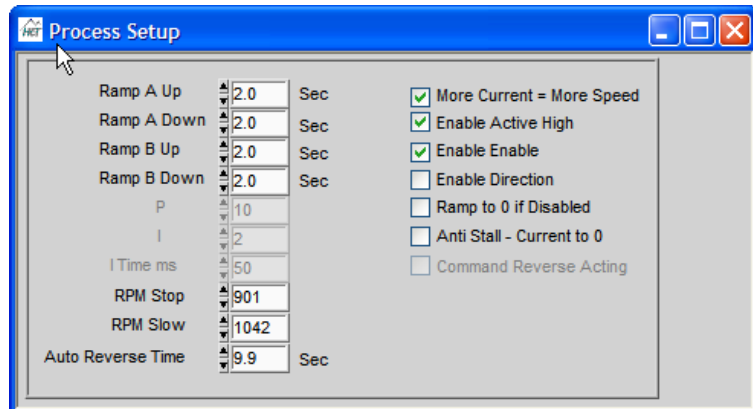 HCT Process Setup
Ramp A Up 2.0 Sec
Ramp A Down 2.0 Sec
Ramp B Up 2.0 Sec
Ramp B Down 2.0 Sec
P 10
I 2
I Time ms 50
RPM Stop 901
RPM Slow 1042
Auto Reverse Time 9.9 Sec
More Current = More Speed
Enable Active High
Enable Enable
Enable Direction
Ramp to 0 if Disabled
Anti Stall - Current to 0
Command Reverse Acting